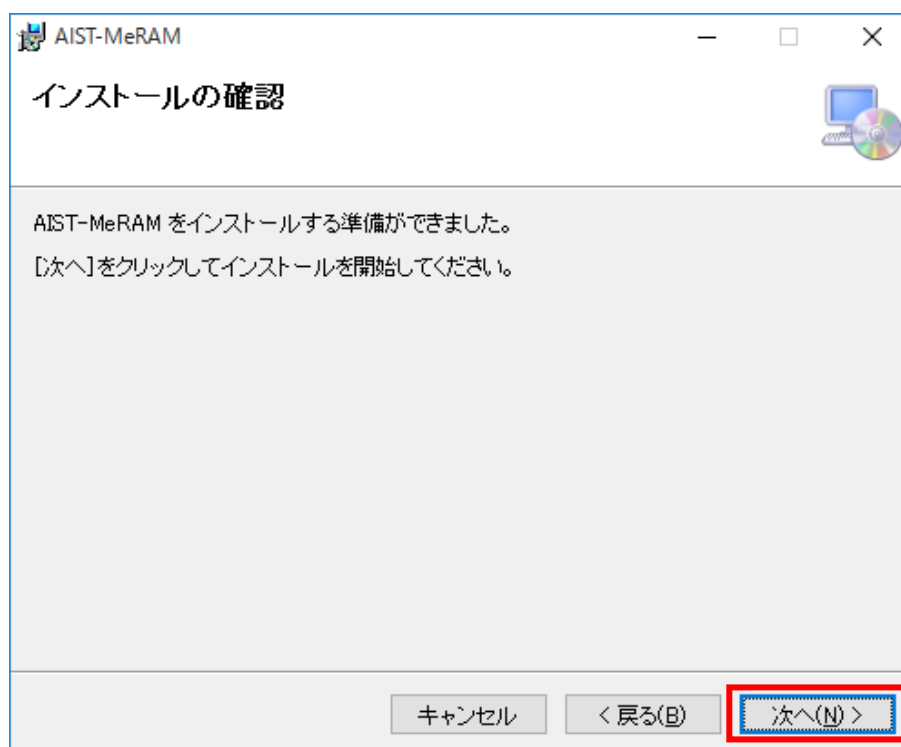 AIST-MeRAM
インストールの確認
AIST-MeRAM をインストールする準備ができました。
[次へ]をクリックしてインストールを開始してください。
キャンセル
< 戻る(B)
次へ(N) >